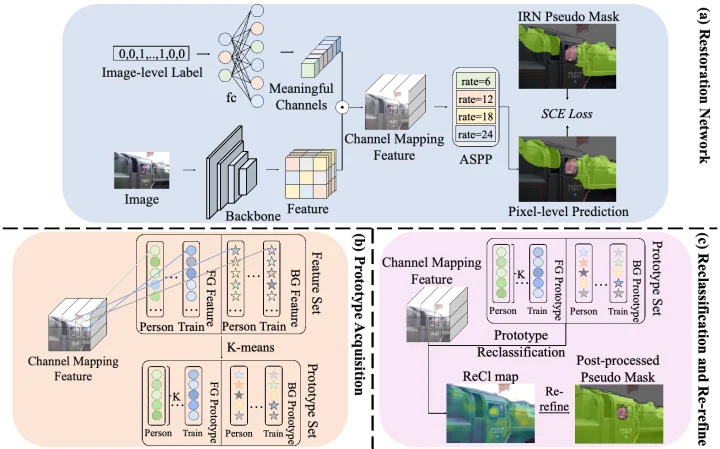 0,0,1,..,1,0,0
Image-level Label
fc
Meaningful
Channels
Image
Backbone
Feature
Channel Mapping
Feature
rate=6
rate=12
rate=18
rate=24
ASPP
IRN Pseudo Mask
SCE Loss
Pixel-level Prediction
75007
(a) Restoration Network
Channel Mapping
Feature
...
...
Person
Train
Person
Train
FG Feature
BG Feature
Feature Set
K-means
K
...
...
Person
Train
Person
Train
FG Prototype
BG Prototype
Prototype Set
(b) Prototype Acquisition
Channel Mapping
Feature
K
...
...
Person
Train
Person
Train
FG Prototype
BG Prototype
Prototype Set
Prototype
Reclassification
ReCl map
Re-
refine
Post-processed
Pseudo Mask
(c) Reclassification and Re-refine